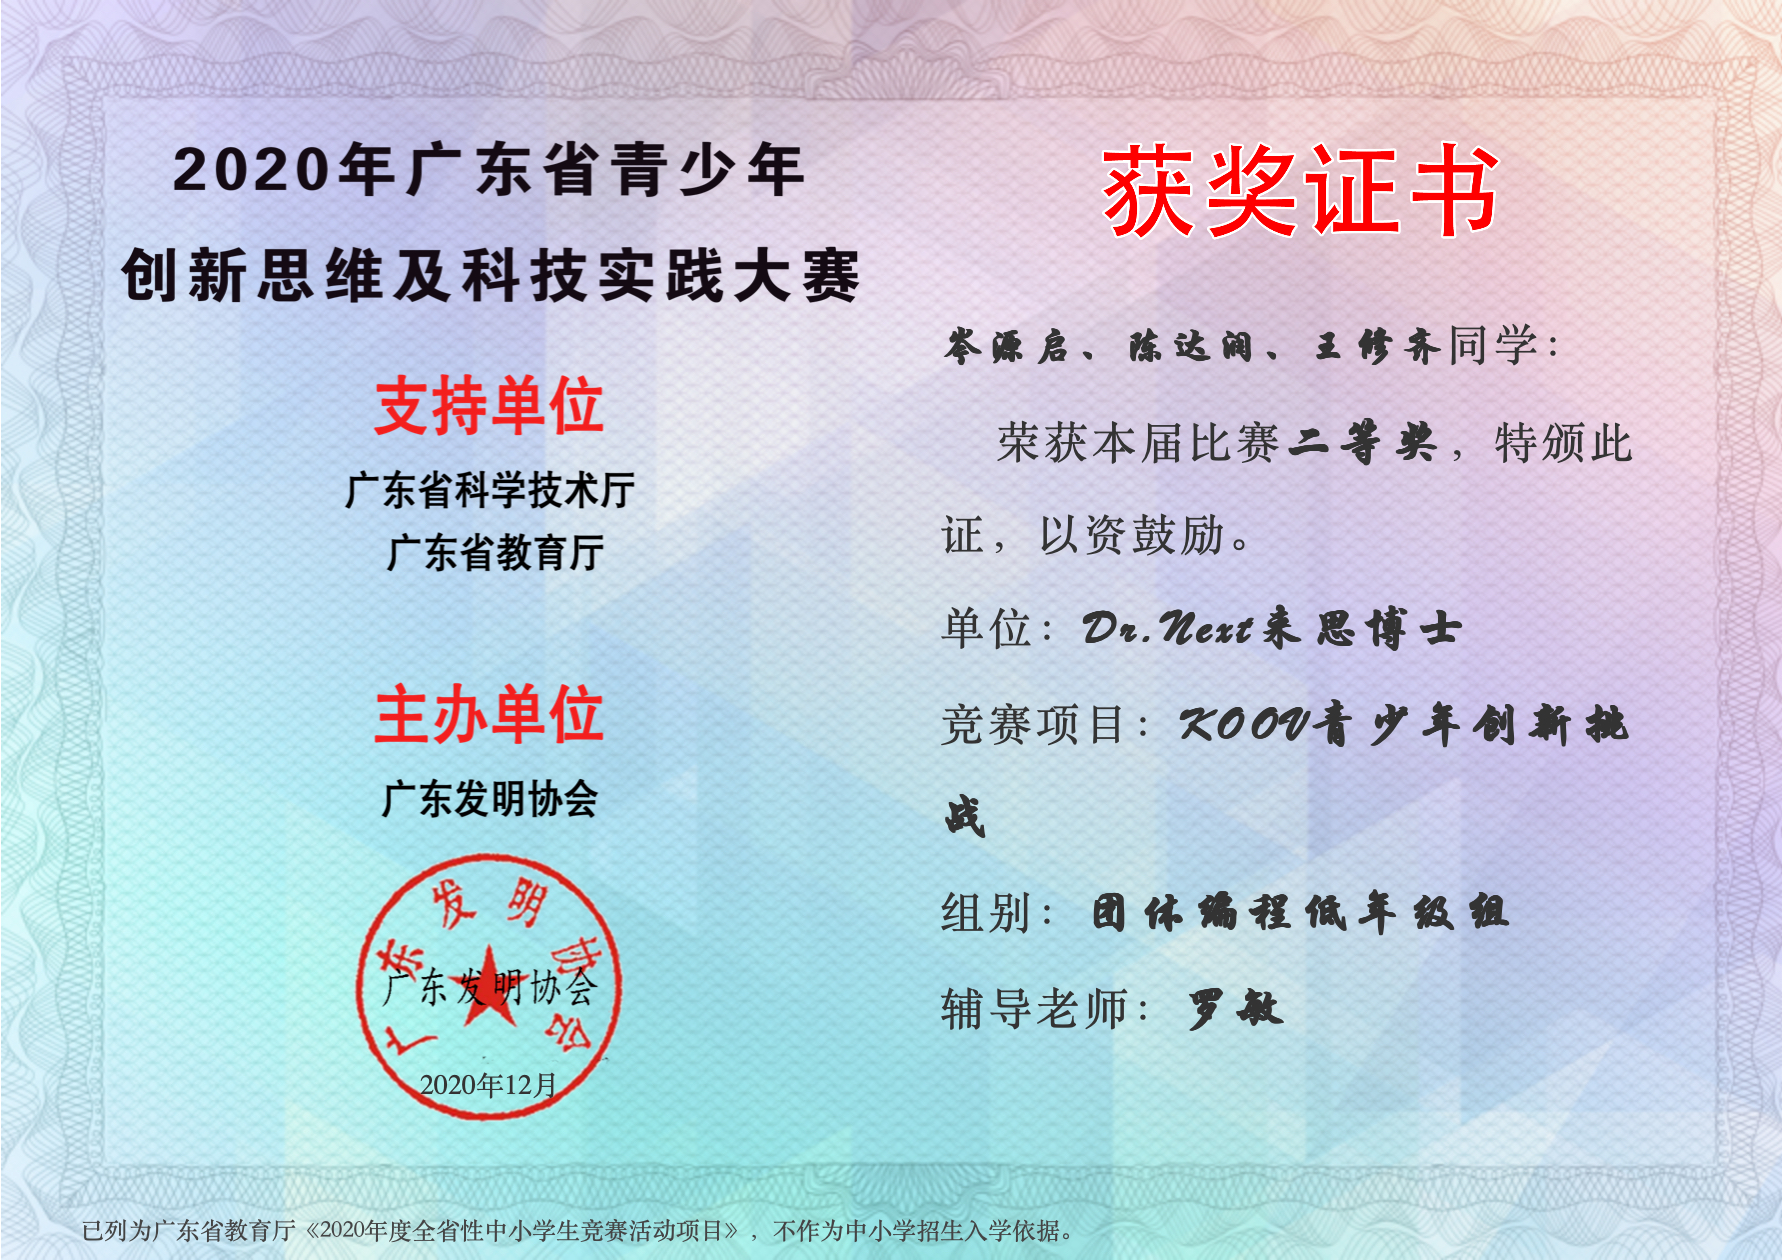 2020年广东省青少年
创新思维及科技实践大赛
支持单位
广东省科学技术厅
广东省教育厅
主办单位
广东发明协会
广东发明协会
广东发明协会
2020年12月
获奖证书
岑源启、陈达润、王修齐同学：
荣获本届比赛二等奖，特颁此
证，以资鼓励。
单位：Dr.Next来思博士
竞赛项目：KOOV青少年创新挑
战
组别：团体编程低年级组
辅导老师：罗敏
已列为广东省教育厅《2020年度全省性中小学生竞赛活动项目》，不作为中小学招生入学依据。